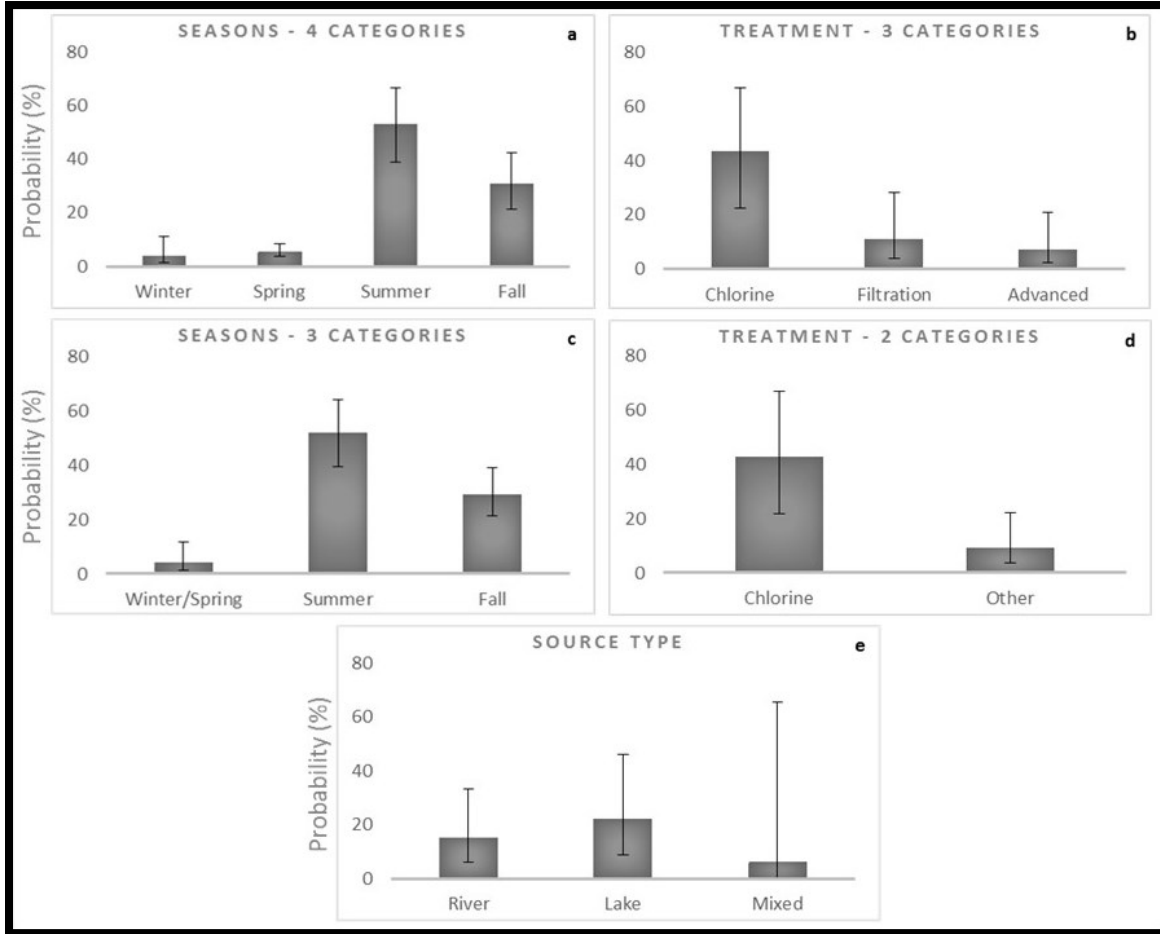 SEASONS - 4 CATEGORIES
a
Probability (%)
80
60
40
20
0
Winter Spring Summer Fall
TREATMENT - 3 CATEGORIES
b
80
60
40
20
0
Chlorine Filtration Advanced
SEASONS - 3 CATEGORIES
c
Probability (%)
80
60
40
20
0
Winter/Spring Summer Fall
TREATMENT - 2 CATEGORIES
d
80
60
40
20
0
Chlorine Other
SOURCE TYPE
e
Probability (%)
80
60
40
20
0
River Lake Mixed